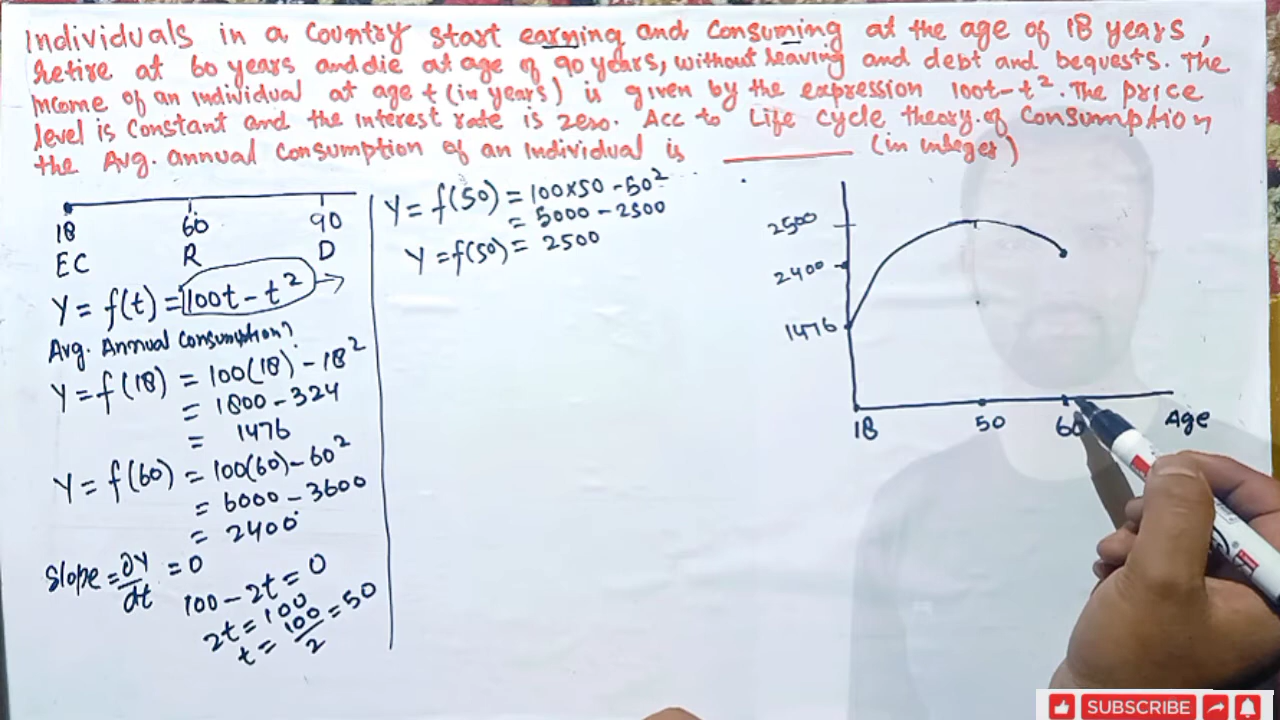 Individuals in a Country start earning and Consuming at the age of 18 years,
retire at 60 years and die at age of 90 years, without leaving and debt and bequests. The
income of an individual at age t (in years) is given by the expression 100t-t². The price
level is Constant and the interest rate is zero. Acc to Life Cycle theory of Consumption
the Avg. annual Consumption of an individual is ________ (in integer)
18 60 90
EC R D
Y = f(t) = 100t - t² →
Avg. Annual Consumption?
Y = f(18) = 100(18) - 18²
= 1800 - 324
= 1476
Y = f(60) = 100(60) - 60²
= 6000 - 3600
= 2400
Slope = ∂Y/dt = 0
100 - 2t = 0
2t = 100
t = 100/2 = 50
Y = f(50) = 100×50 - 50²
= 5000 - 2500
Y = f(50) = 2500
2500
2400
1476
18 50 60 Age
SUBSCRIBE